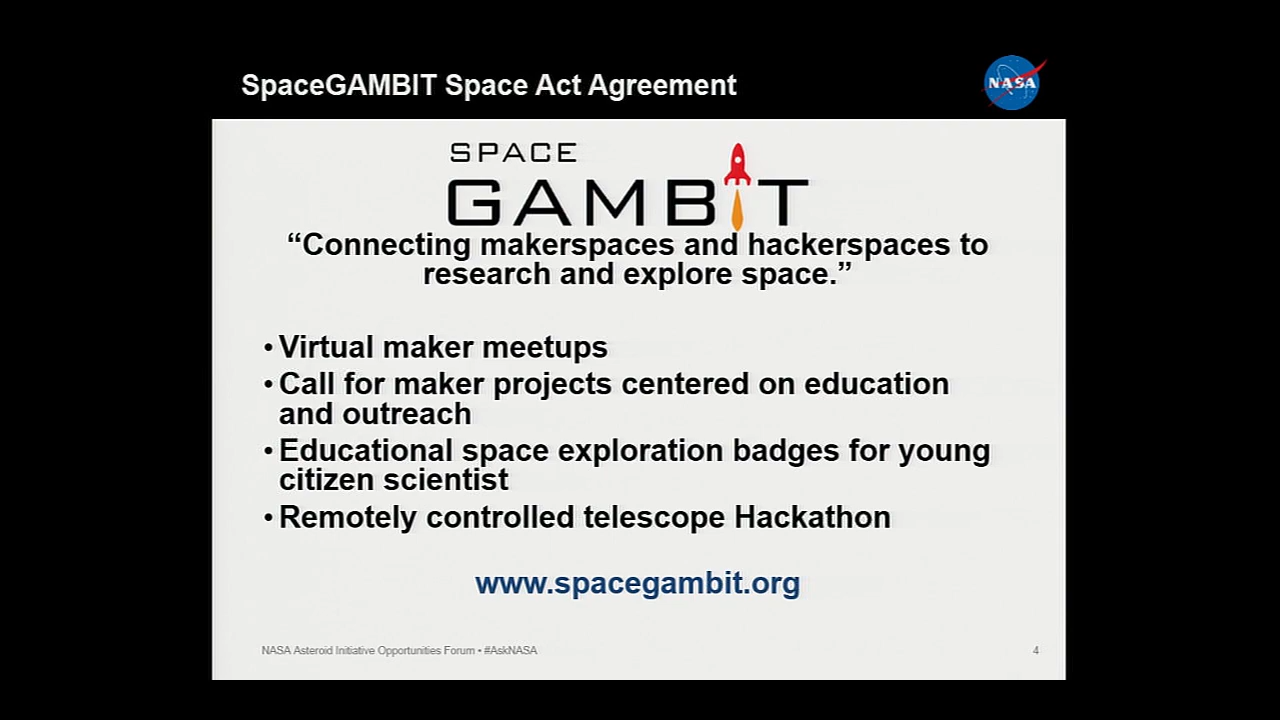 SpaceGAMBIT Space Act Agreement
NASA
SPACE
GAMBIT
“Connecting makerspaces and hackerspaces to
research and explore space.”
• Virtual maker meetups
• Call for maker projects centered on education
and outreach
• Educational space exploration badges for young
citizen scientist
• Remotely controlled telescope Hackathon
www.spacegambit.org
NASA Asteroid Initiative Opportunities Forum • #AskNASA
4